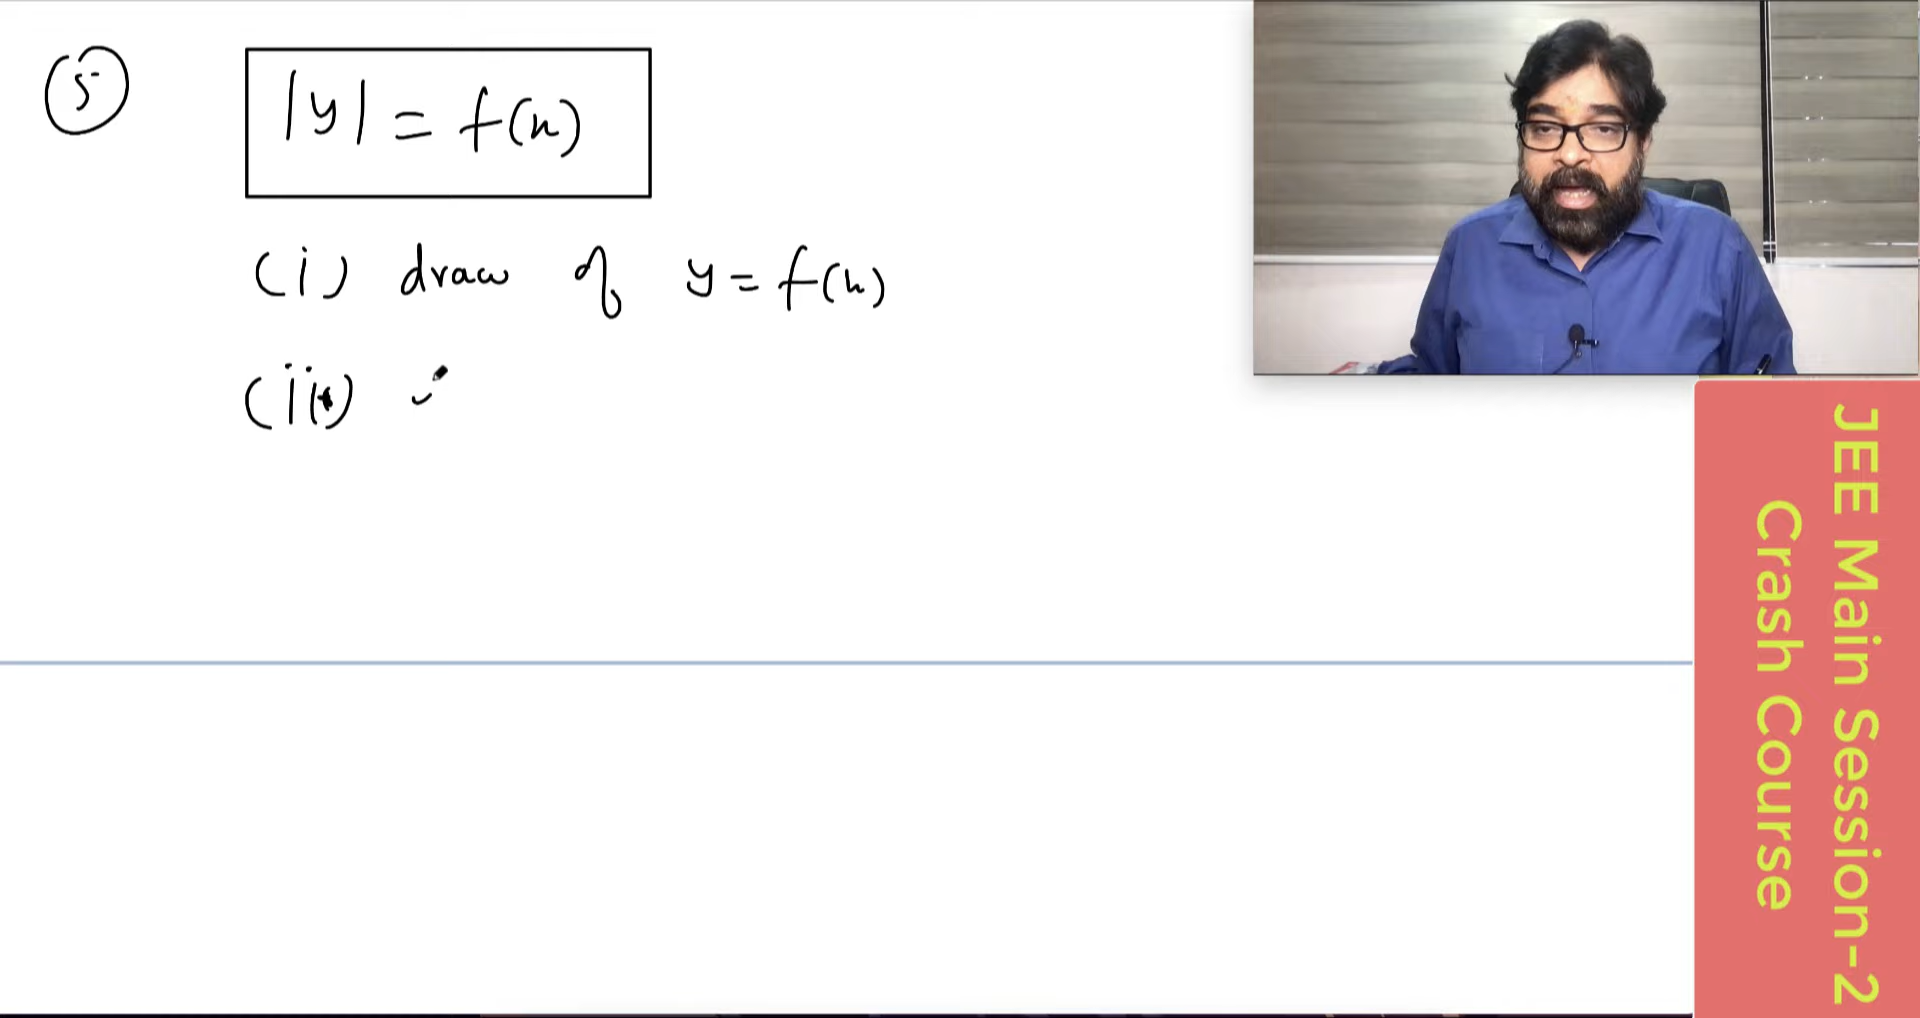 5
|y| = f(x)
(i) draw of y = f(x)
(ii)
JEE Main Session-2
Crash Course